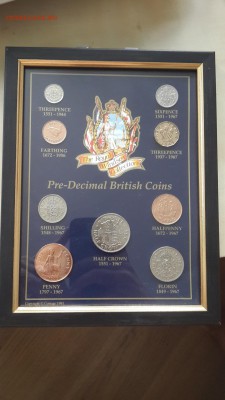 THREEPENCE
1551 - 1944
SIXPENCE
1551 - 1967
FARTHING
1672 - 1956
THREEPENCE
1937 - 1967
Pre-Decimal British Coins
SHILLING
1549 - 1967
HALFPENNY
1672 - 1967
HALF CROWN
1551 - 1967
PENNY
1797 - 1967
FLORIN
1849 - 1967